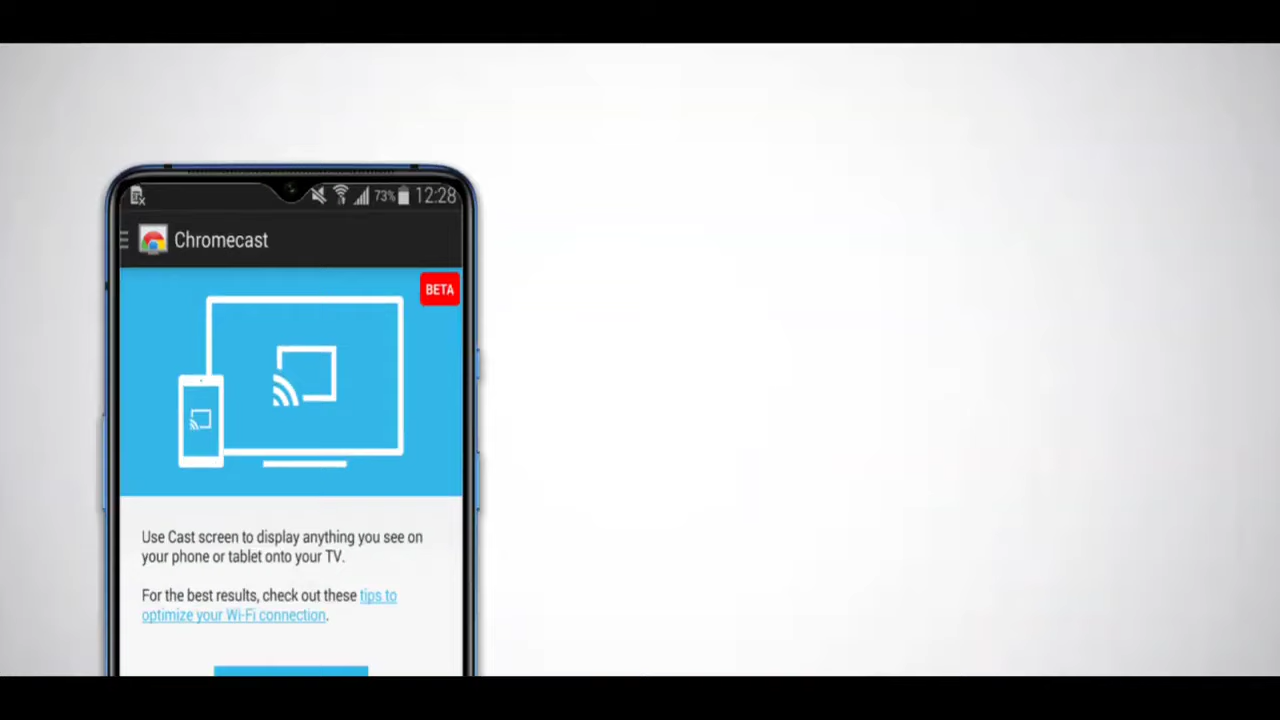 73% 12:28
Chromecast
BETA
Use Cast screen to display anything you see on
your phone or tablet onto your TV.
For the best results, check out these tips to
optimize your Wi-Fi connection.